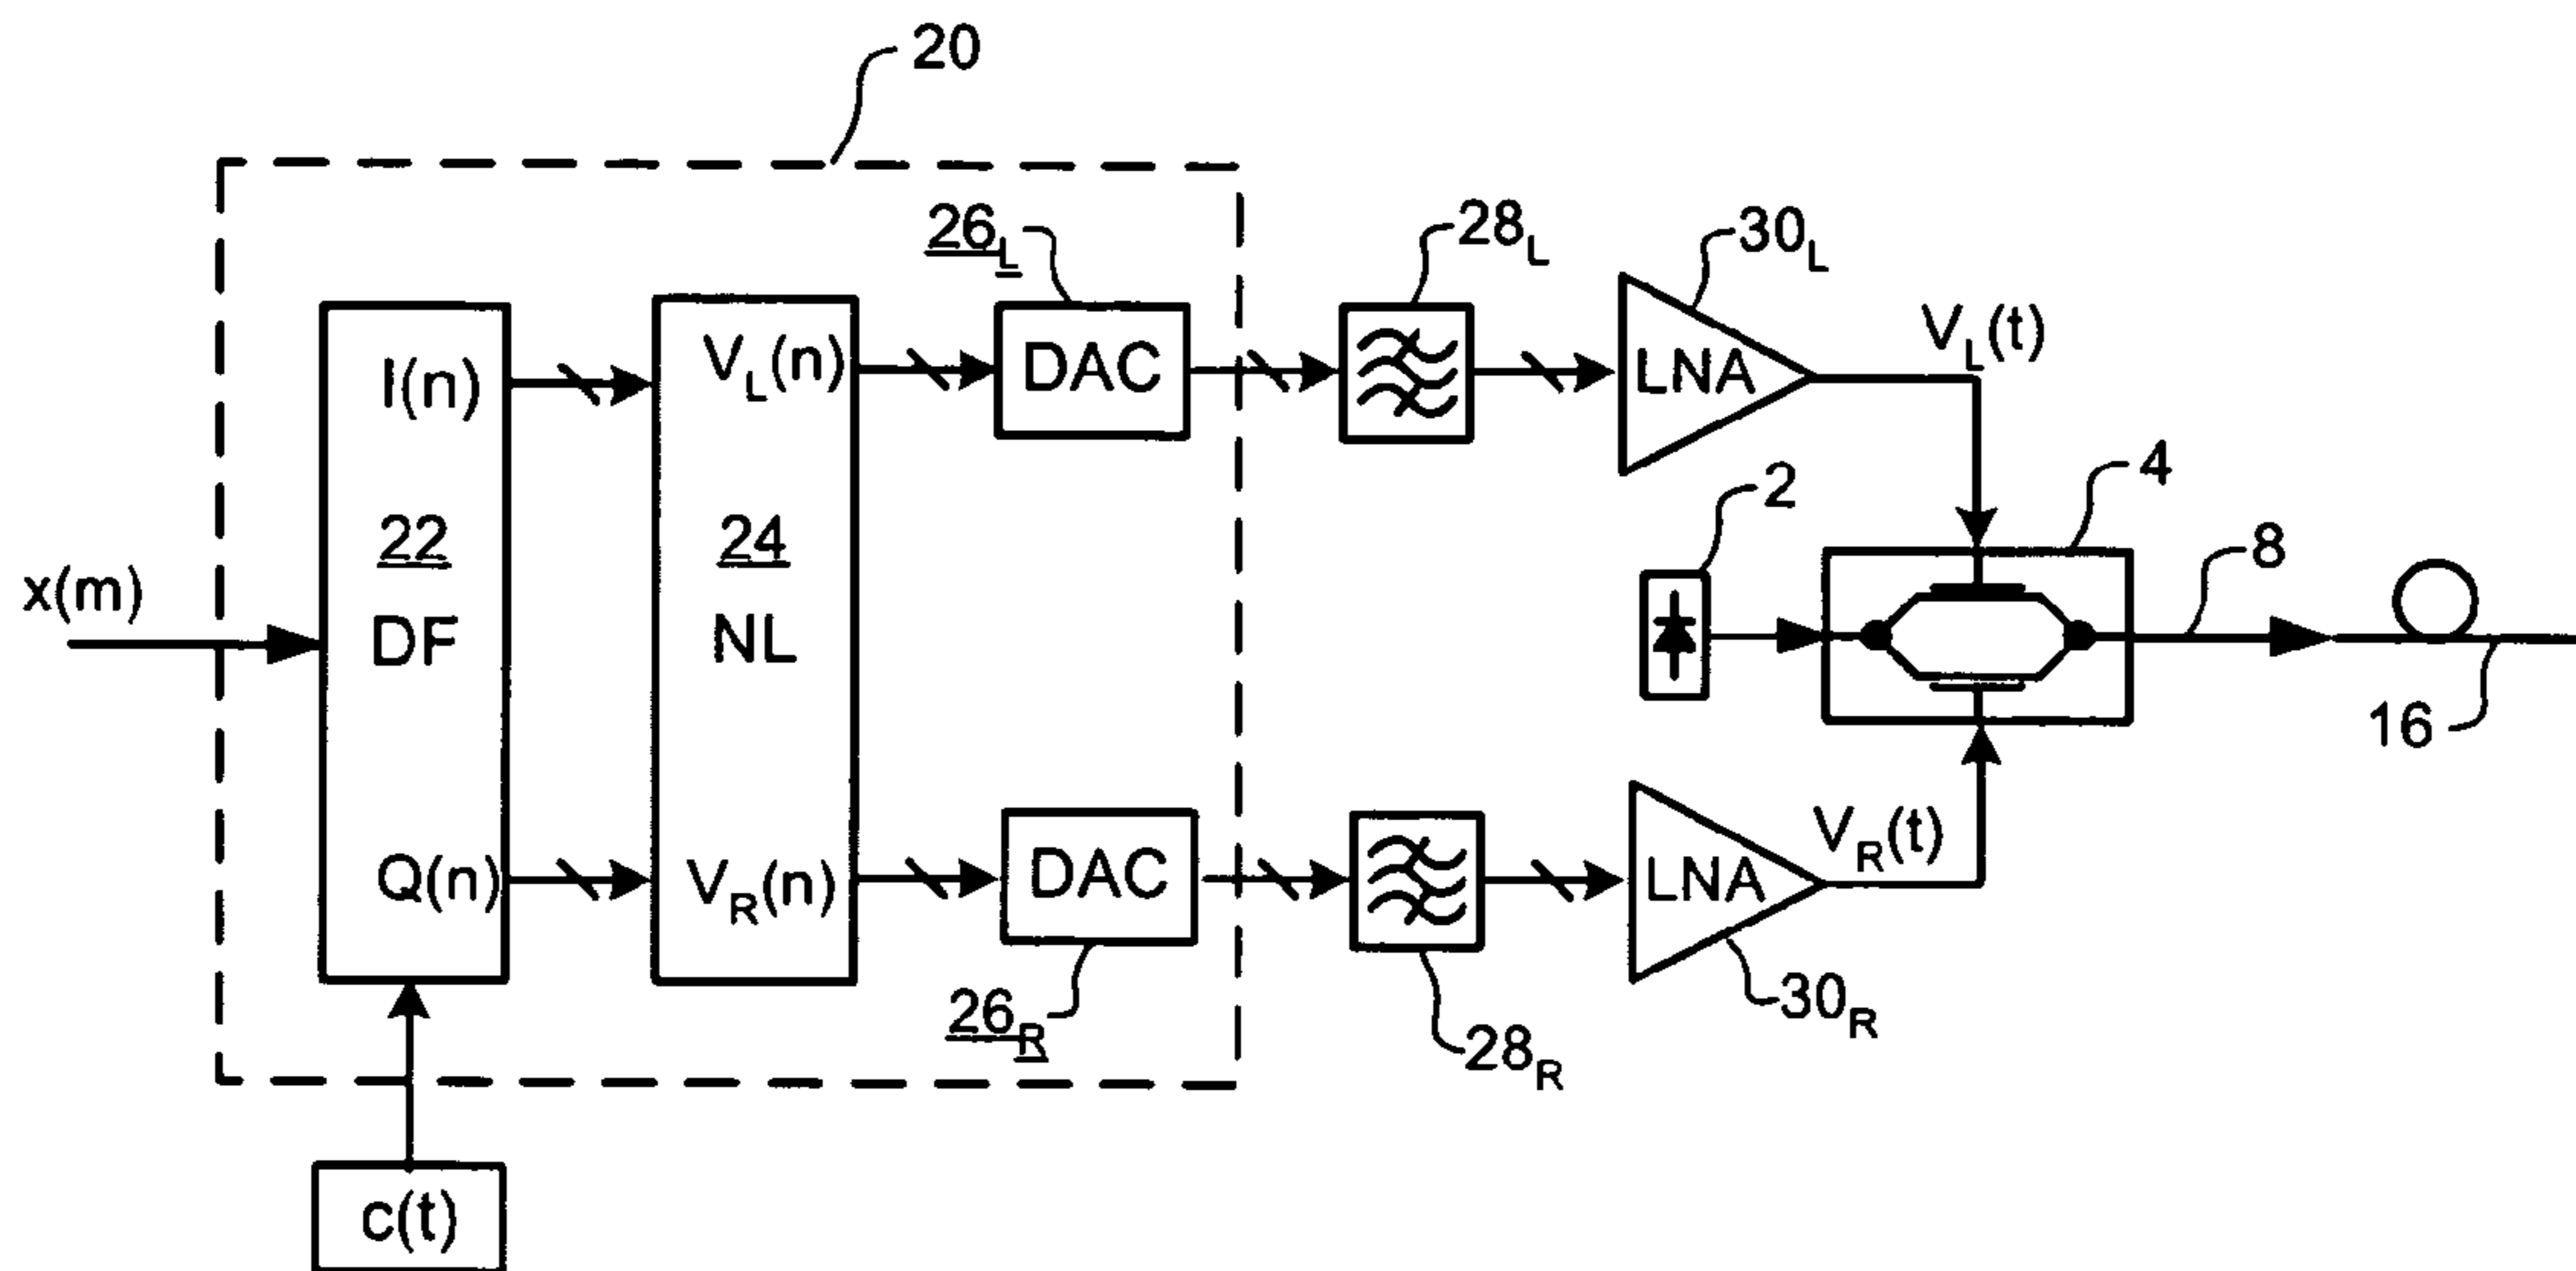 20
26L
28L
30L
VL(t)
I(n)
VL(n)
DAC
LNA
2
4
22
24
8
x(m)
DF
NL
16
Q(n)
VR(n)
DAC
LNA
VR(t)
26R
28R
30R
c(t)